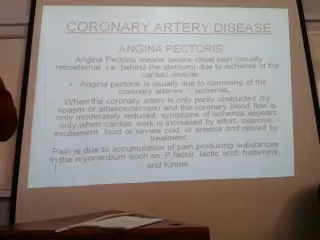 CORONARY ARTERY DISEASE
ANGINA PECTORIS
Angina Pectoris means severe chest pain (usually
retrosternal i.e. behind the sternum) due to ischemia of the
cardiac muscle
• Angina pectoris is usually due to narrowing of the
coronary arteries ischemia,
When the coronary artery is only partly obstructed (by
spasm or atherosclerosis) and the coronary blood flow is
only moderately reduced, symptoms of ischemia appears
only when cardiac work is increased by effort, exercise,
excitement, food or severe cold, or anemia and relived by
treatment
Pain is due to accumulation of pain producing substances
in the myocardium such as: P factor, lactic acid, histamine,
and Kinins.